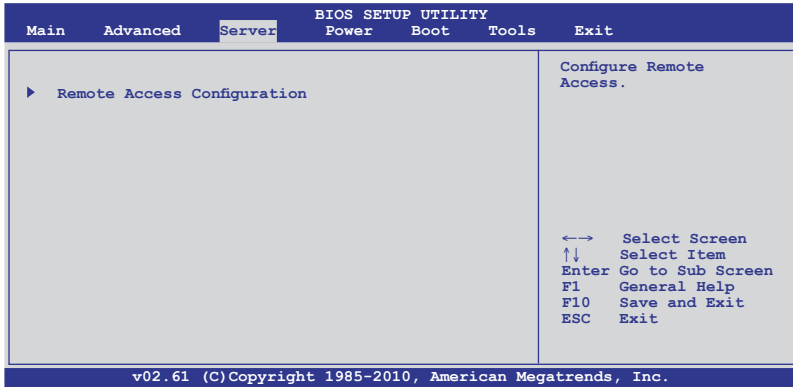 BIOS SETUP UTILITY
Main Advanced Server Power Boot Tools Exit
Remote Access Configuration
Configure Remote
Access.
←→ Select Screen
↑↓ Select Item
Enter Go to Sub Screen
F1 General Help
F10 Save and Exit
ESC Exit
v02.61 (C)Copyright 1985-2010, American Megatrends, Inc.